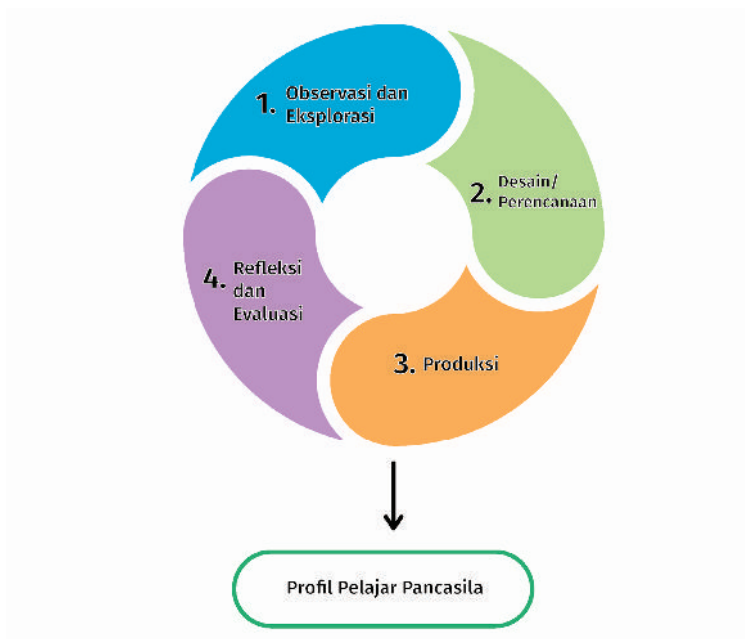 1. Observasi dan
Eksplorasi
2. Desain/
Perencanaan
3. Produksi
4. Refleksi
dan
Evaluasi
Profil Pelajar Pancasila